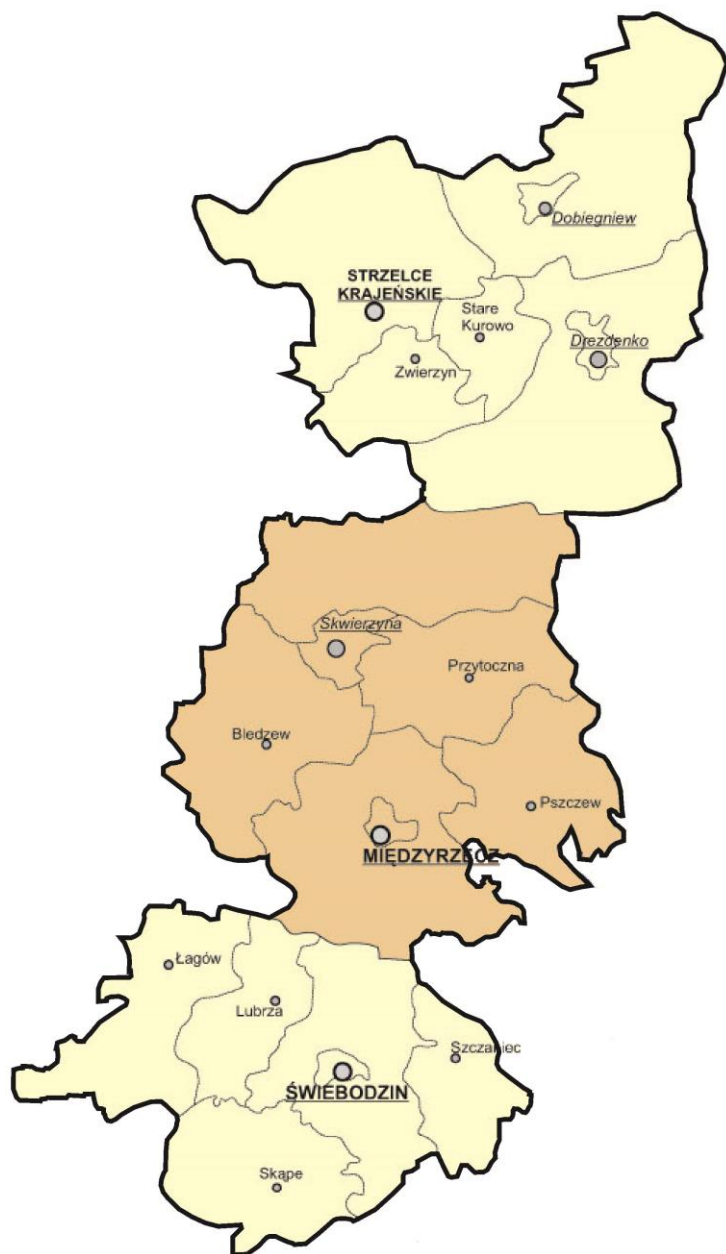 Dobiegniew
STRZELCE
KRAJEŃSKIE
Stare
Kurowo
Drezdenko
Zwierzyn
Skwierzyna
Przytoczna
Bledzew
Pszczew
MIĘDZYRZECZ
Łagów
Lubrza
Szczaniec
ŚWIEBODZIN
Skąpe